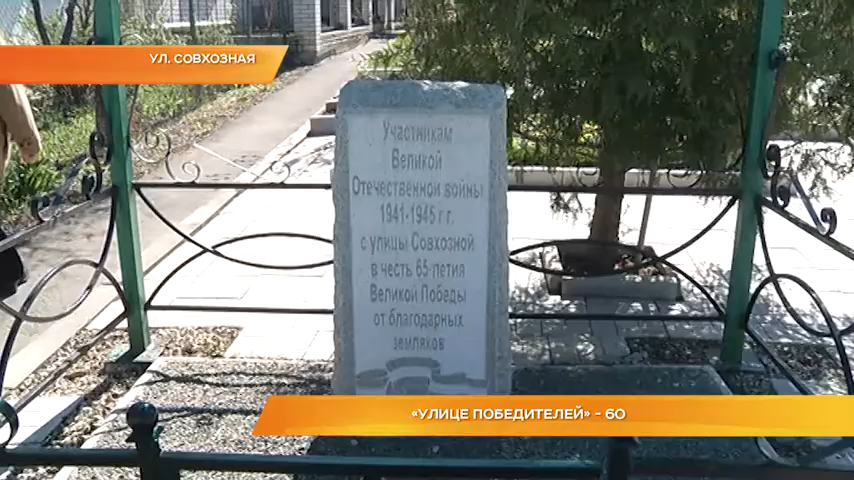 УЛ. СОВХОЗНАЯ
Участникам
Великой
Отечественной войны
1941-1945 г г.
с улицы Совхозной
в честь 65-летия
Великой Победы
от благодарных
земляков
«УЛИЦЕ ПОБЕДИТЕЛЕЙ» - 60